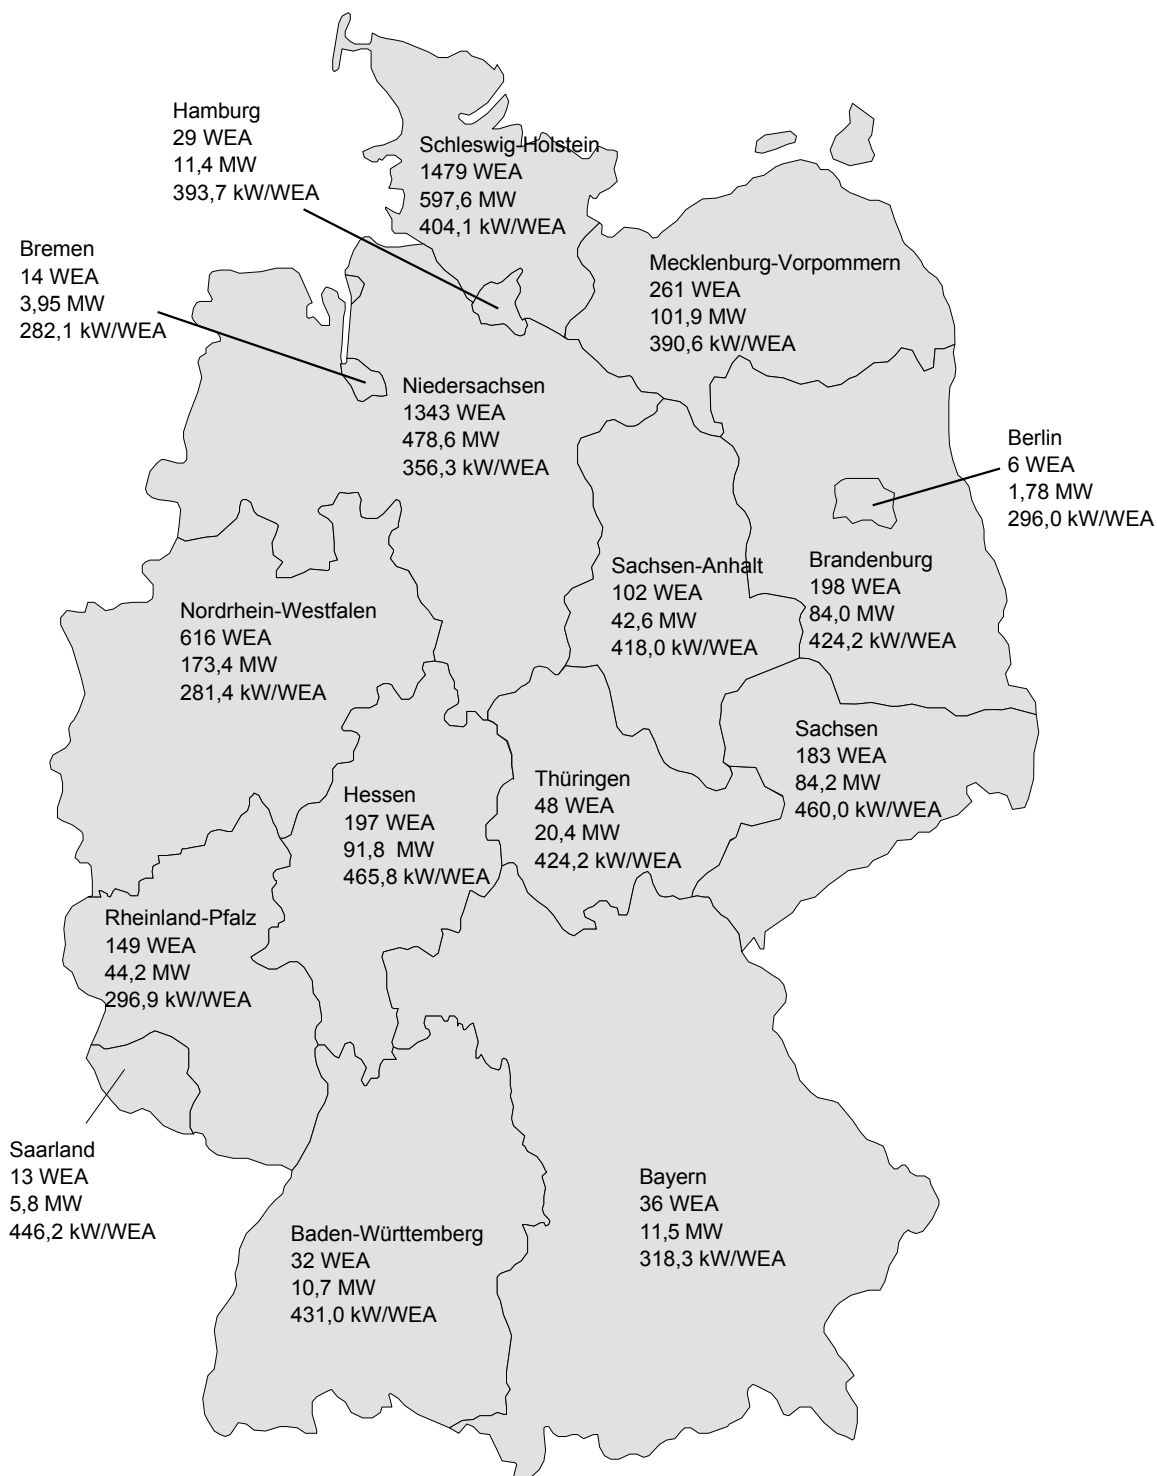 Hamburg
29 WEA
11,4 MW
393,7 kW/WEA
Schleswig-Holstein
1479 WEA
597,6 MW
404,1 kW/WEA
Bremen
14 WEA
3,95 MW
282,1 kW/WEA
Mecklenburg-Vorpommern
261 WEA
101,9 MW
390,6 kW/WEA
Niedersachsen
1343 WEA
478,6 MW
356,3 kW/WEA
Berlin
6 WEA
1,78 MW
296,0 kW/WEA
Sachsen-Anhalt
102 WEA
42,6 MW
418,0 kW/WEA
Brandenburg
198 WEA
84,0 MW
424,2 kW/WEA
Nordrhein-Westfalen
616 WEA
173,4 MW
281,4 kW/WEA
Sachsen
183 WEA
84,2 MW
460,0 kW/WEA
Thüringen
48 WEA
20,4 MW
424,2 kW/WEA
Hessen
197 WEA
91,8 MW
465,8 kW/WEA
Rheinland-Pfalz
149 WEA
44,2 MW
296,9 kW/WEA
Saarland
13 WEA
5,8 MW
446,2 kW/WEA
Bayern
36 WEA
11,5 MW
318,3 kW/WEA
Baden-Württemberg
32 WEA
10,7 MW
431,0 kW/WEA